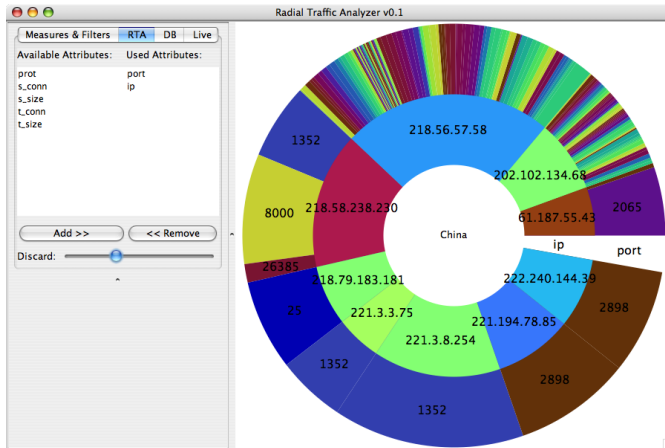 Radial Traffic Analyzer v0.1
Measures & Filters RTA DB Live
Available Attributes: Used Attributes:
prot port
s_conn ip
s_size
t_conn
t_size
Add >> << Remove
Discard:
218.56.57.58
1352
202.102.134.68
218.58.238.230
61.187.55.43
2065
8000
China
ip
port
26385
218.79.183.181
222.240.144.39
25
221.3.3.75
221.194.78.85
2898
221.3.8.254
1352
2898
1352